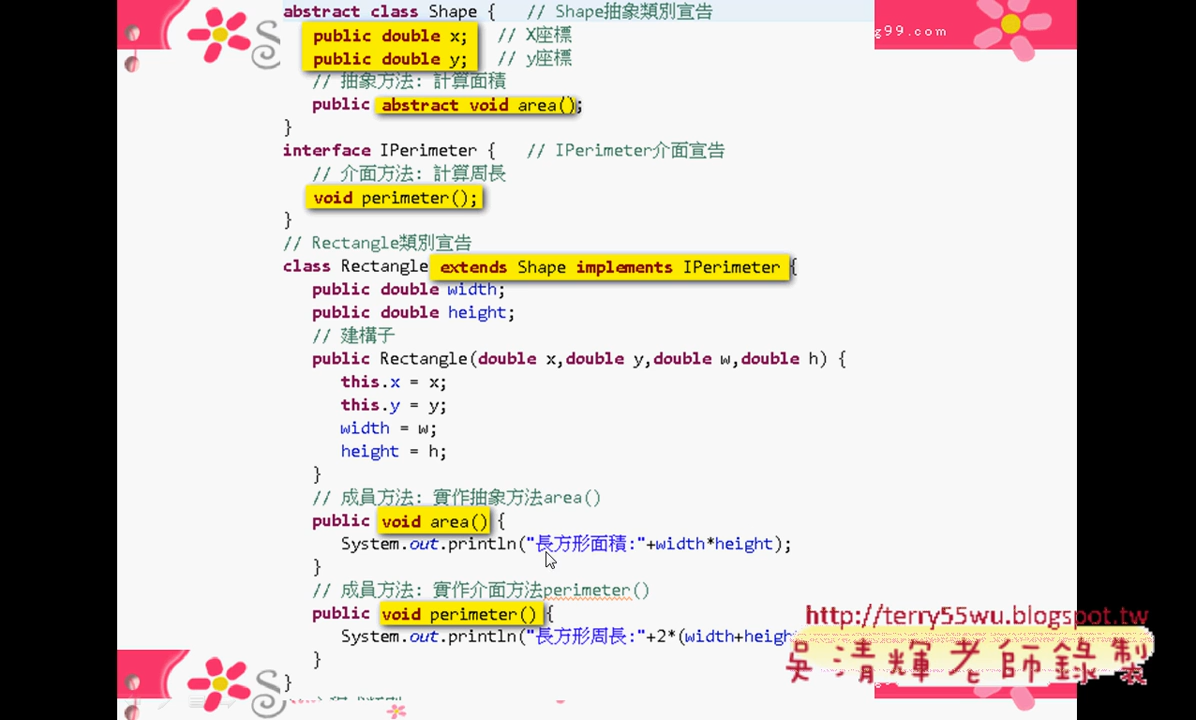 abstract class Shape {   // Shape抽象類別宣告
g99.com
public double x;  // X座標
public double y;  // y座標
// 抽象方法: 計算面積
public abstract void area();
}
interface IPerimeter {   // IPerimeter介面宣告
// 介面方法: 計算周長
void perimeter();
}
// Rectangle類別宣告
class Rectangle extends Shape implements IPerimeter {
public double width;
public double height;
// 建構子
public Rectangle(double x,double y,double w,double h) {
this.x = x;
this.y = y;
width = w;
height = h;
}
// 成員方法: 實作抽象方法area()
public void area() {
System.out.println("長方形面積:"+width*height);
}
// 成員方法: 實作介面方法perimeter()
public void perimeter() {
System.out.println("長方形周長:"+2*(width+heigh
}
}
http://terry55wu.blogspot.tw
吳清輝老師錄製